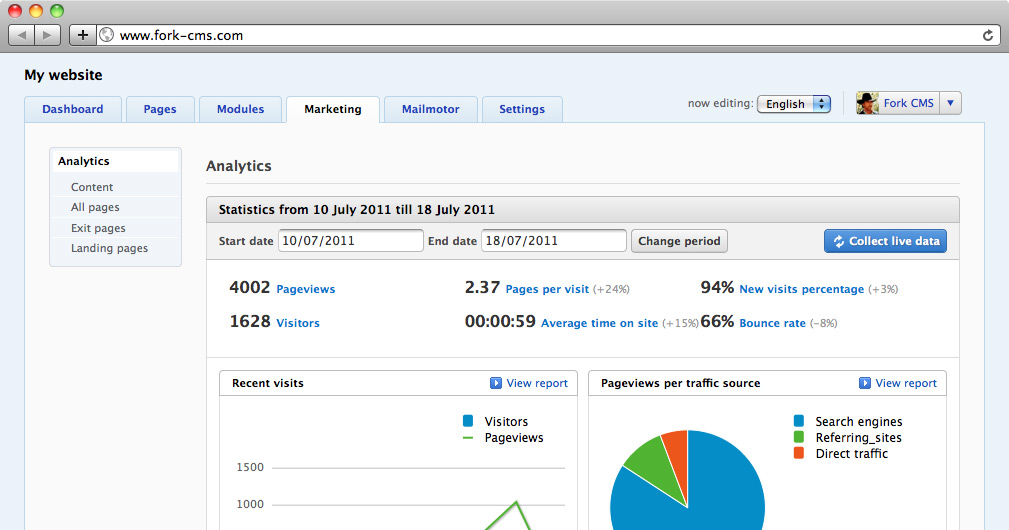 www.fork-cms.com
My website
Dashboard Pages Modules Marketing Mailmotor Settings now editing: English Fork CMS
Analytics
Content
All pages
Exit pages
Landing pages
Analytics
Statistics from 10 July 2011 till 18 July 2011
Start date 10/07/2011 End date 18/07/2011 Change period Collect live data
4002 Pageviews 2.37 Pages per visit (+24%) 94% New visits percentage (+3%)
1628 Visitors 00:00:59 Average time on site (+15%) 66% Bounce rate (-8%)
Recent visits View report
Visitors
Pageviews
1500
1000
Pageviews per traffic source View report
Search engines
Referring_sites
Direct traffic